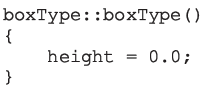 boxType::boxType()
{
    height = 0.0;
}